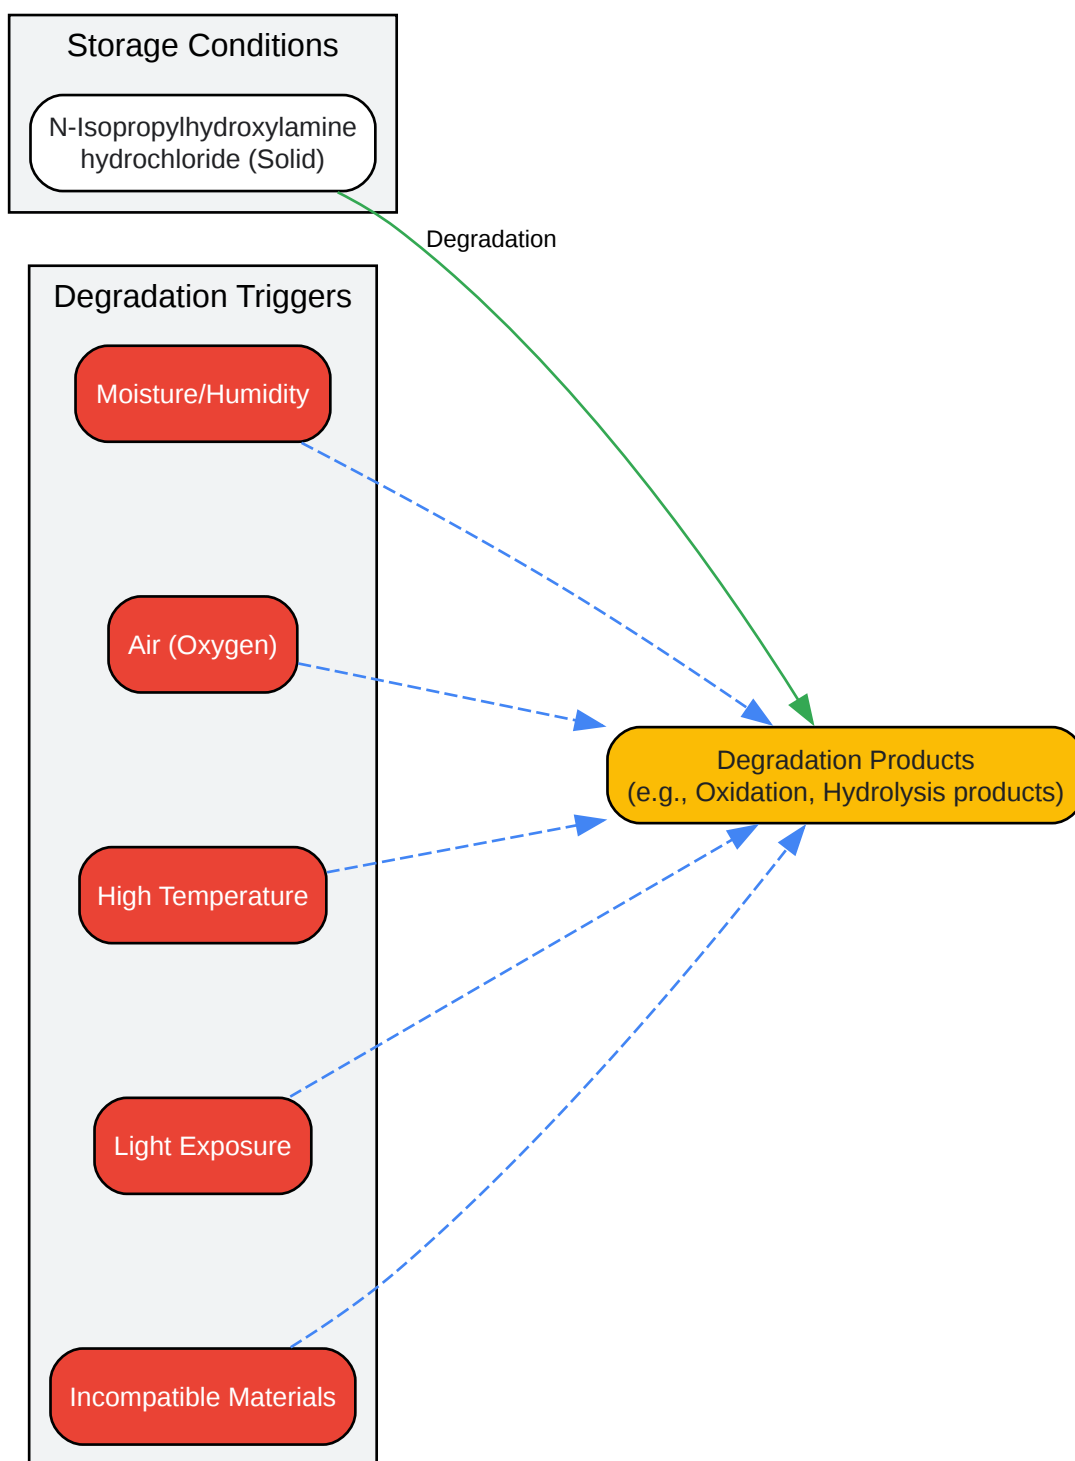 Storage Conditions
N-Isopropylhydroxylamine
hydrochloride (Solid)
Degradation
Degradation Triggers
Moisture/Humidity
Air (Oxygen)
Degradation Products
(e.g., Oxidation, Hydrolysis products)
High Temperature
Light Exposure
Incompatible Materials